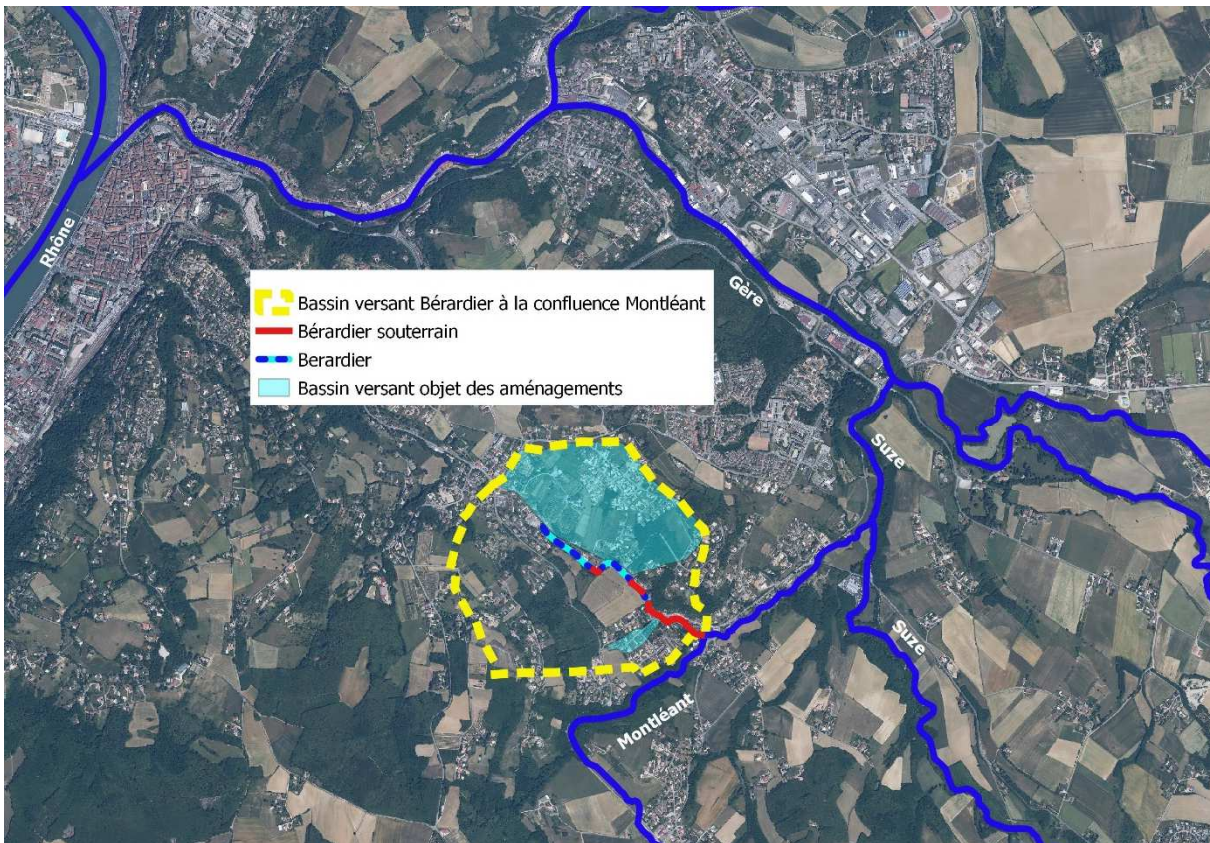 Rhône
Bassin versant Bérardier à la confluence Montléant
Bérardier souterrain
Berardier
Bassin versant objet des aménagements
Gère
Suze
Suze
Montléant